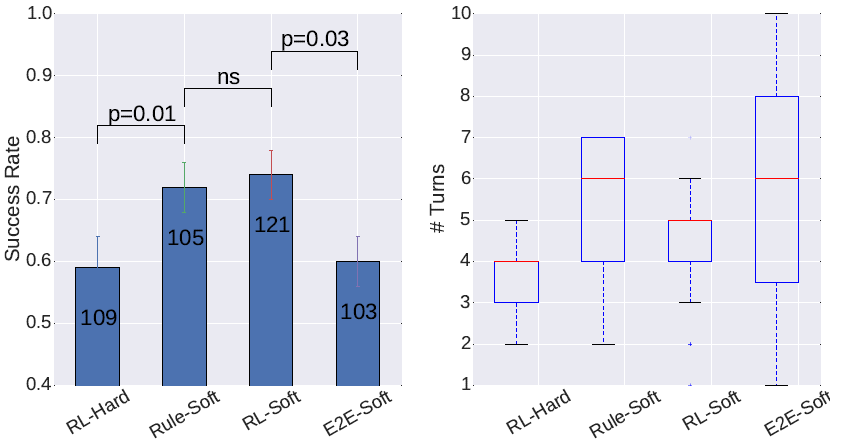 1.0
0.9
0.8
0.7
0.6
0.5
0.4
Success Rate
p=0.01
ns
p=0.03
109
105
121
103
RL-Hard
Rule-Soft
RL-Soft
E2E-Soft
10
9
8
7
6
5
4
3
2
1
# Turns
RL-Hard
Rule-Soft
RL-Soft
E2E-Soft